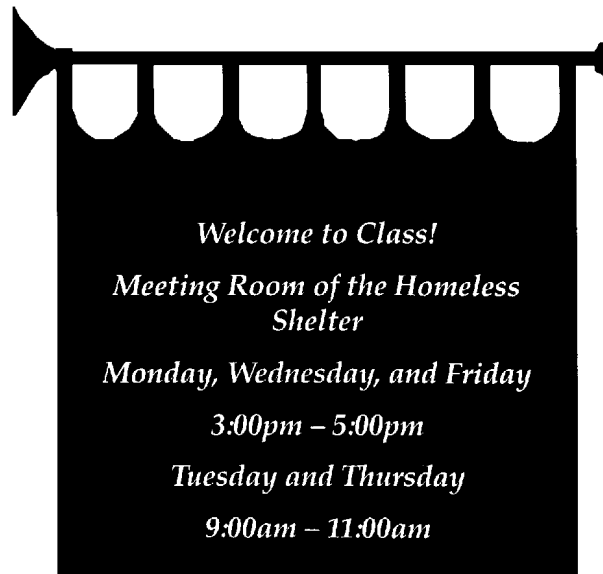 Welcome to Class!
Meeting Room of the Homeless
Shelter
Monday, Wednesday, and Friday
3:00pm – 5:00pm
Tuesday and Thursday
9:00am – 11:00am